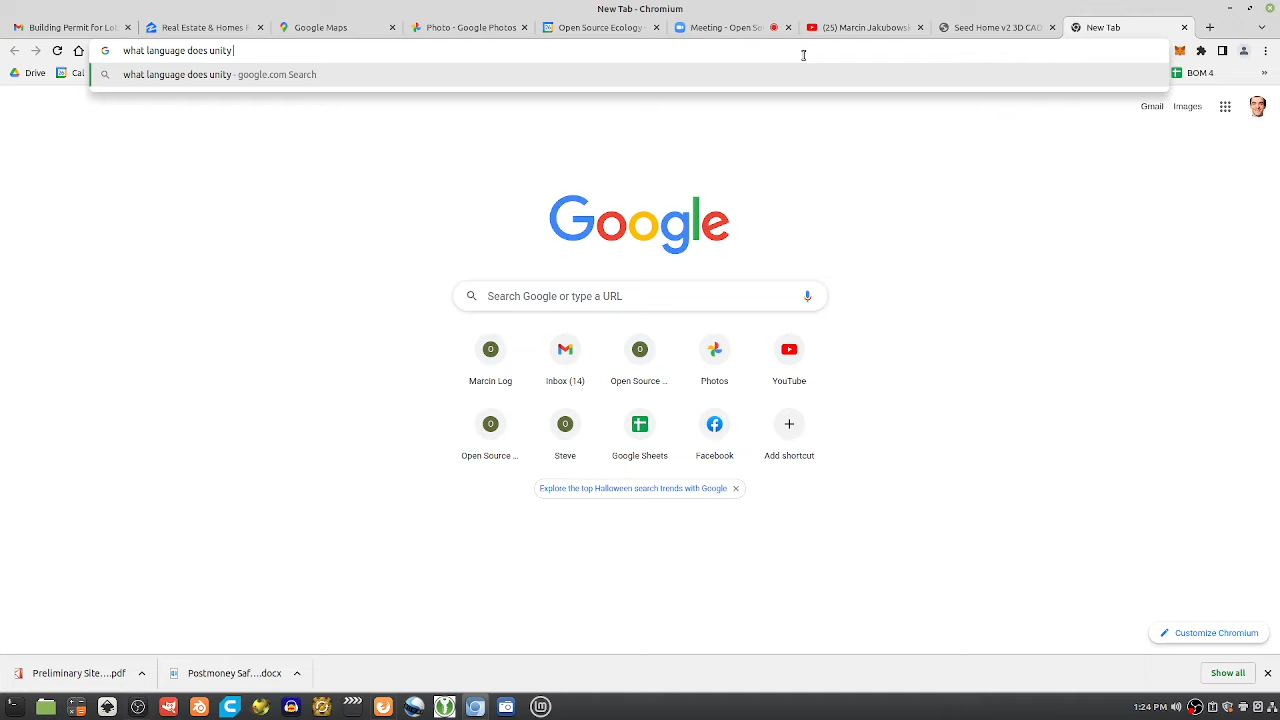 New Tab - Chromium
Building Permit for Lo
Real Estate & Homes F
Google Maps
Photo - Google Photos
Open Source Ecology -
Meeting - Open So
(25) Marcin Jakubowsk
Seed Home v2 3D CAD
New Tab
what language does unity
Drive
Cal
what language does unity - google.com Search
BOM 4
Gmail
Images
Google
Search Google or type a URL
Marcin Log
Inbox (14)
Open Source ...
Photos
YouTube
Open Source ...
Steve
Google Sheets
Facebook
Add shortcut
Explore the top Halloween search trends with Google
Customize Chromium
Preliminary Site....pdf
Postmoney Saf....docx
Show all
1:24 PM